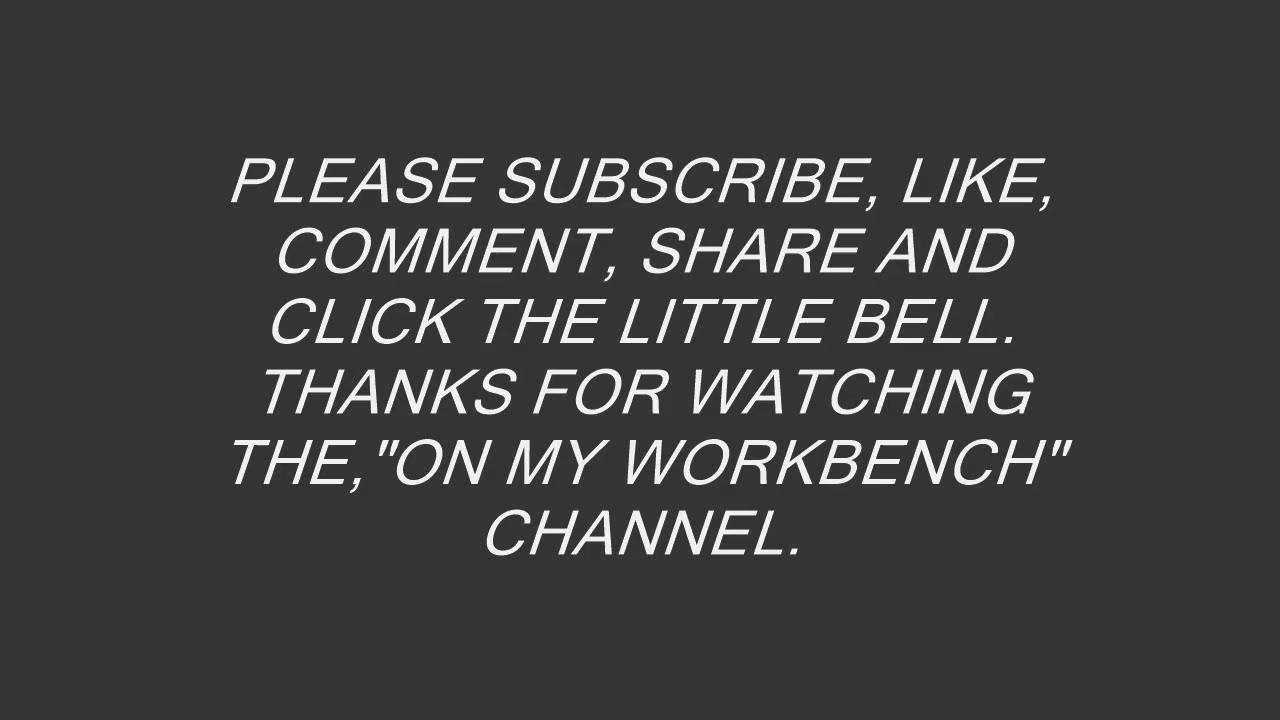 PLEASE SUBSCRIBE, LIKE,
COMMENT, SHARE AND
CLICK THE LITTLE BELL.
THANKS FOR WATCHING
THE,"ON MY WORKBENCH"
CHANNEL.